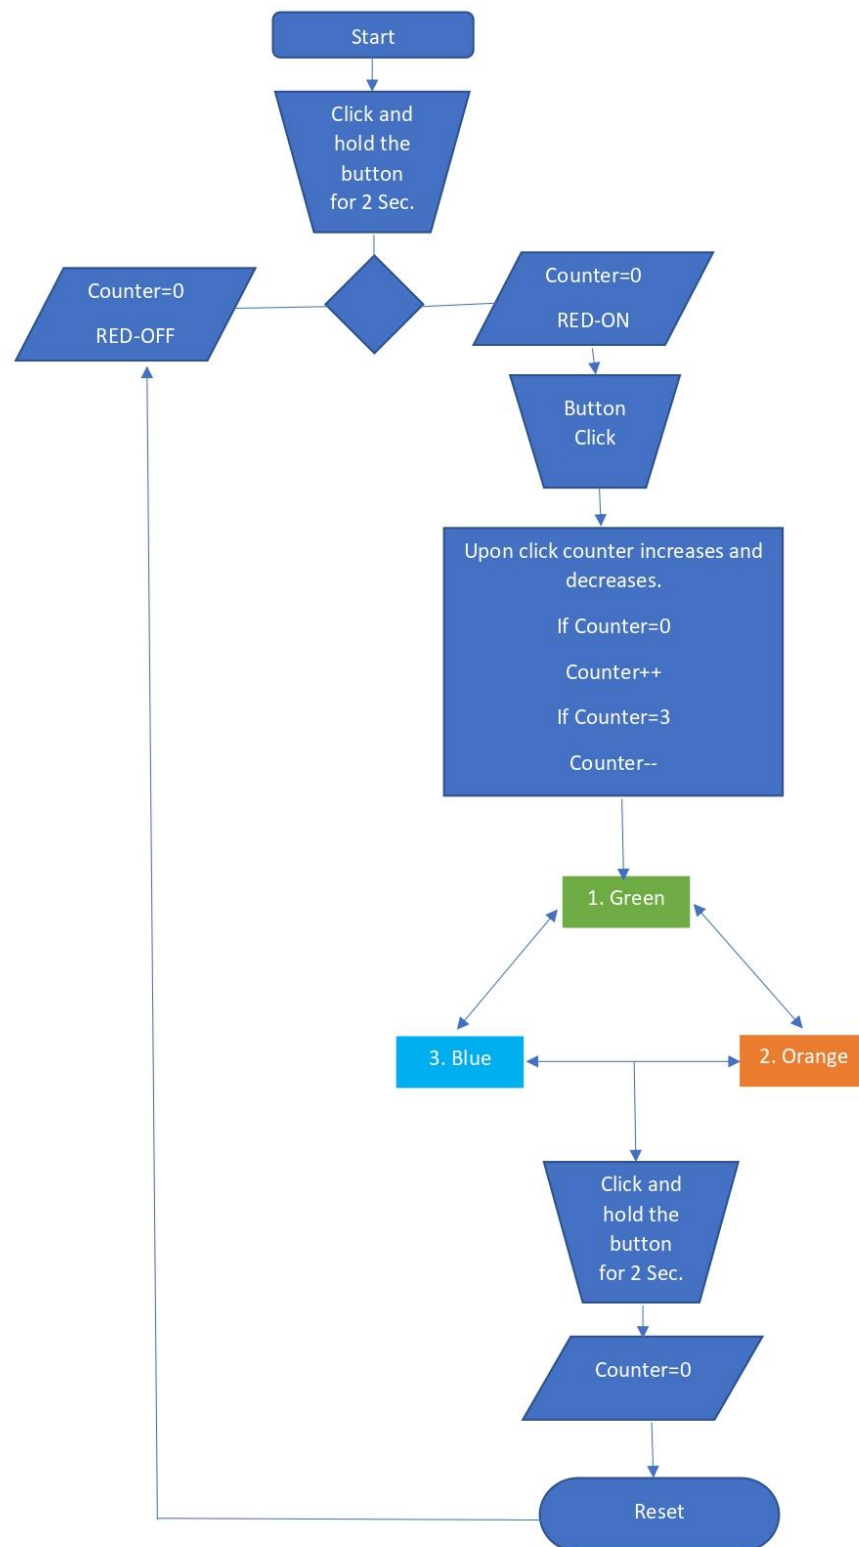 Start
Click and
hold the
button
for 2 Sec.
Counter=0
RED-OFF
Counter=0
RED-ON
Button
Click
Upon click counter increases and
decreases.
If Counter=0
Counter++
If Counter=3
Counter--
1. Green
3. Blue
2. Orange
Click and
hold the
button
for 2 Sec.
Counter=0
Reset